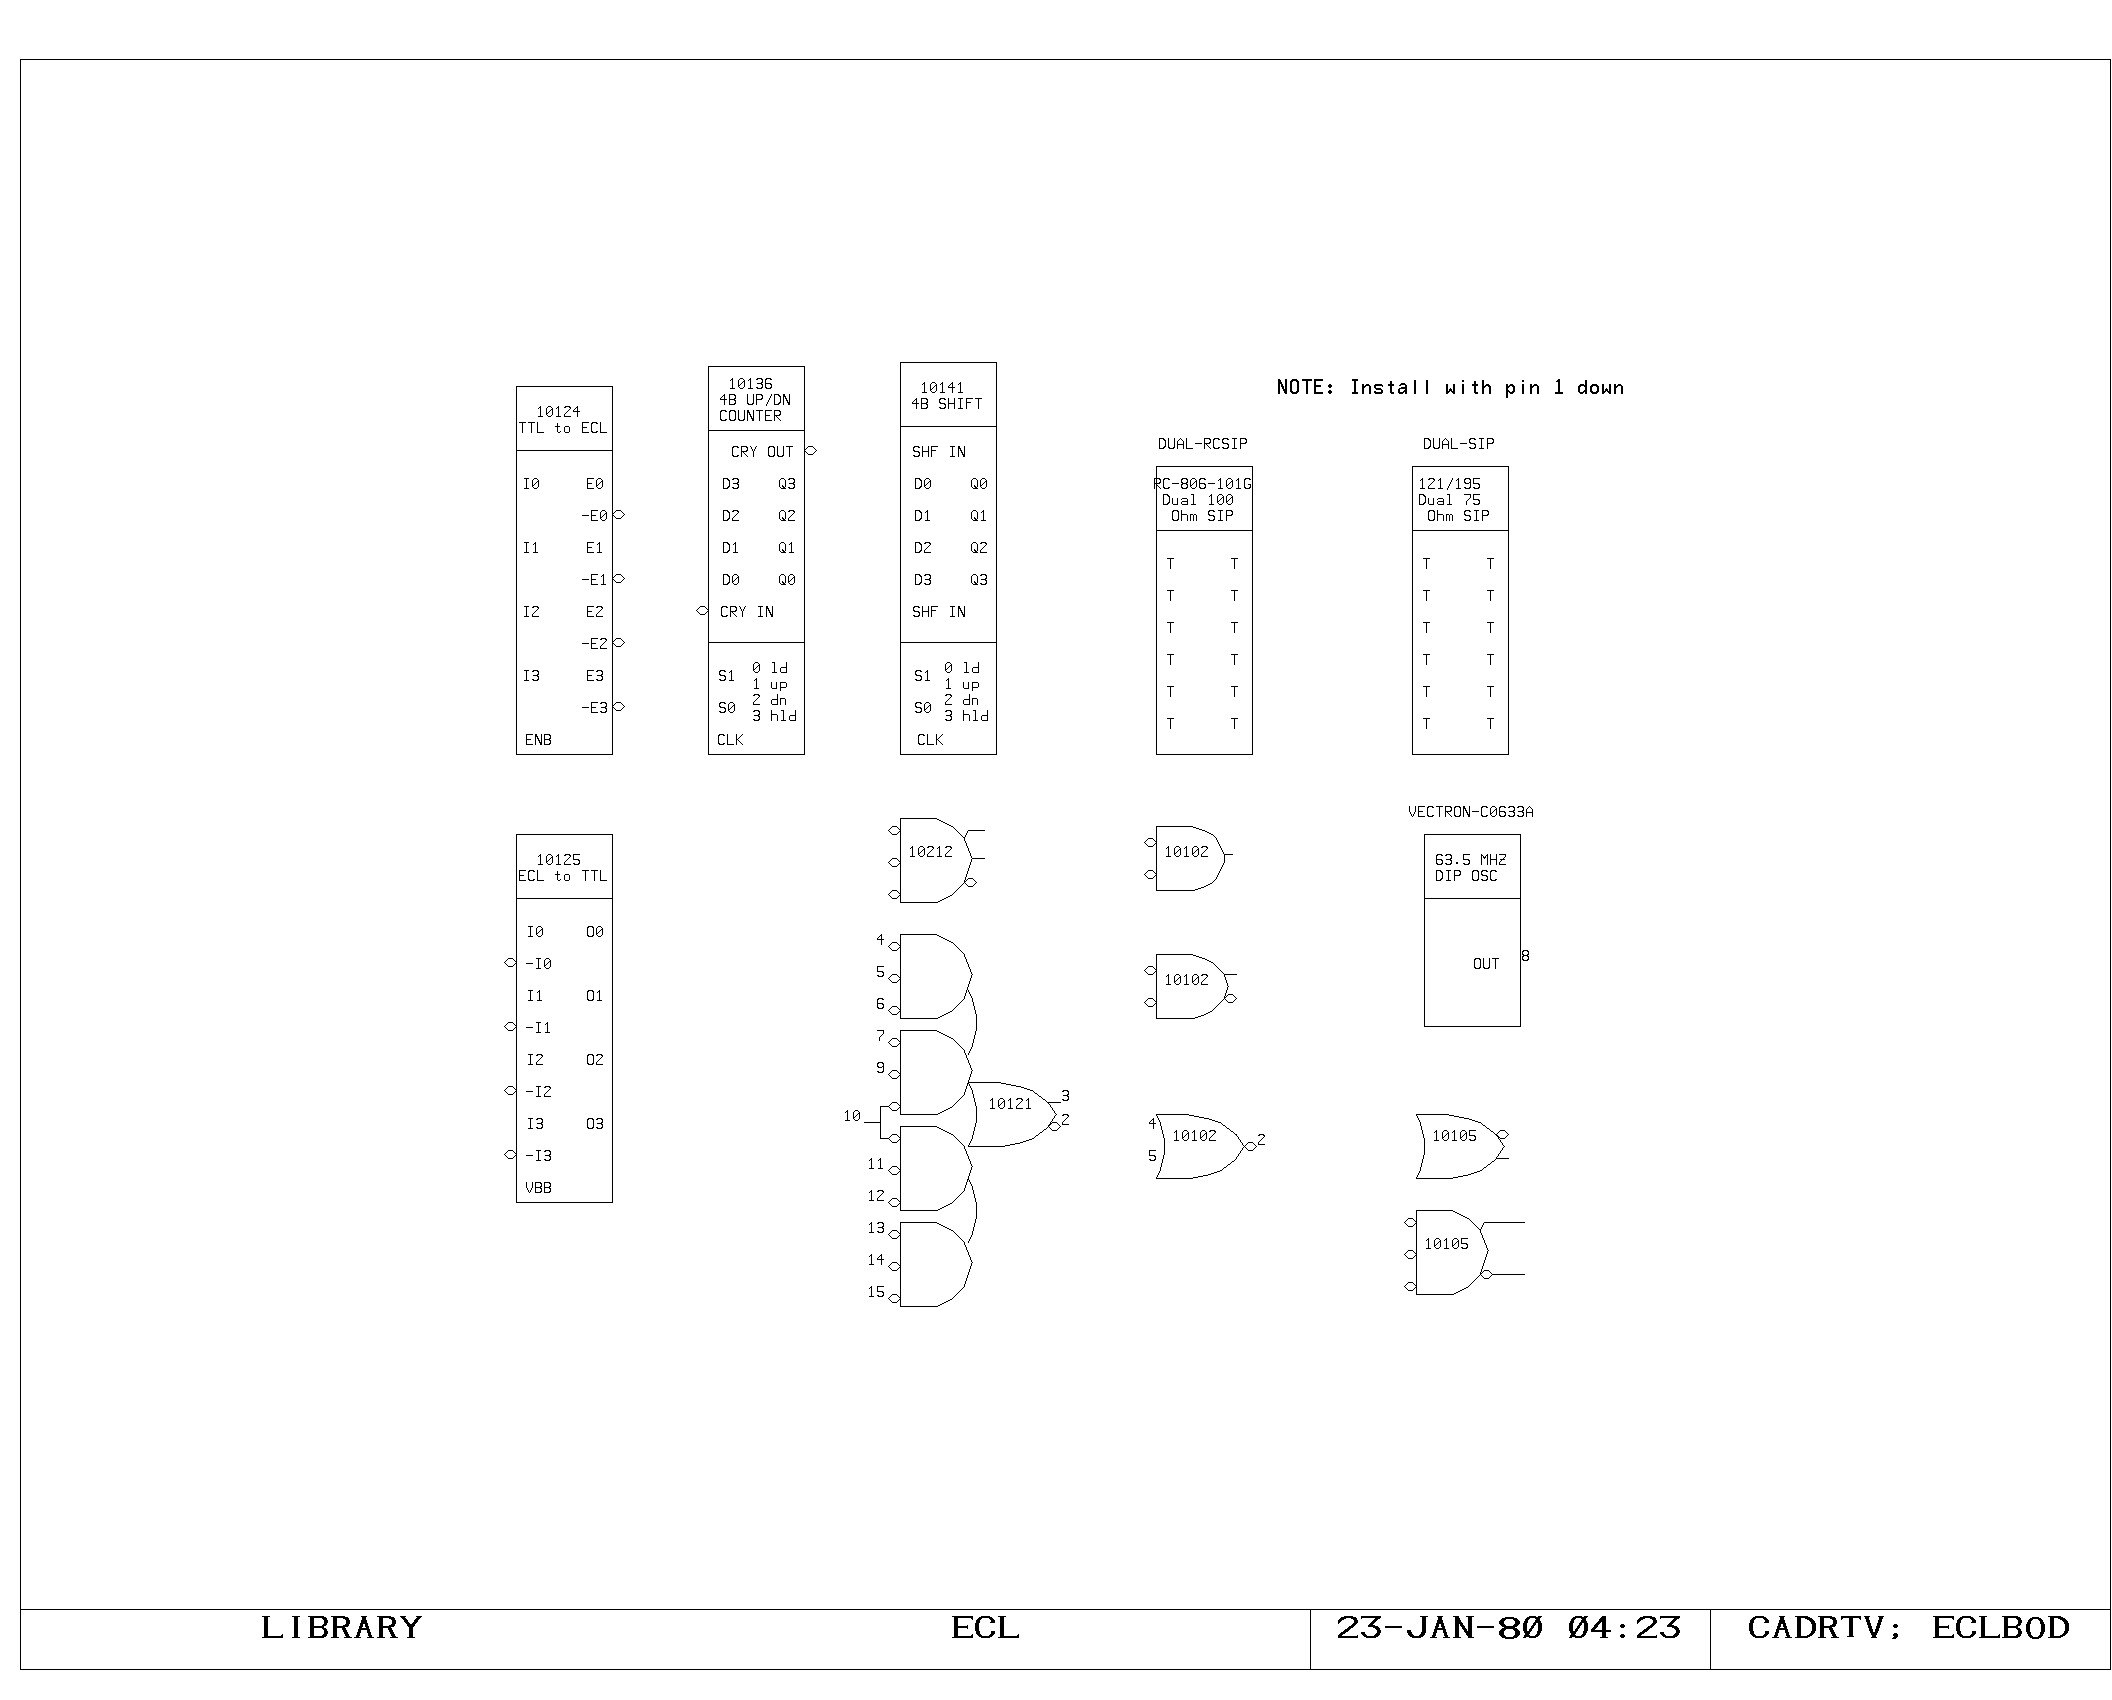 NOTE: Install with pin 1 down
10124
TTL to ECL
I0 E0
-E0
I1 E1
-E1
I2 E2
-E2
I3 E3
-E3
ENB
10136
4B UP/DN
COUNTER
CRY OUT
D3 Q3
D2 Q2
D1 Q1
D0 Q0
CRY IN
S1 0 ld
1 up
S0 2 dn
3 hld
CLK
10141
4B SHIFT
SHF IN
D0 Q0
D1 Q1
D2 Q2
D3 Q3
SHF IN
S1 0 ld
1 up
S0 2 dn
3 hld
CLK
DUAL-RCSIP
RC-806-101G
Dual 100
Ohm SIP
T T
T T
T T
T T
T T
T T
DUAL-SIP
121/195
Dual 75
Ohm SIP
T T
T T
T T
T T
T T
T T
10125
ECL to TTL
I0 O0
-I0
I1 O1
-I1
I2 O2
-I2
I3 O3
-I3
VBB
10212
4
5
6
7
9
10
11
12
13
14
15
10121
3
2
10102
10102
4
5
10102
2
VECTRON-C0633A
63.5 MHZ
DIP OSC
OUT
8
10105
10105
LIBRARY
ECL
23-JAN-80 04:23
CADRTV; ECLBOD